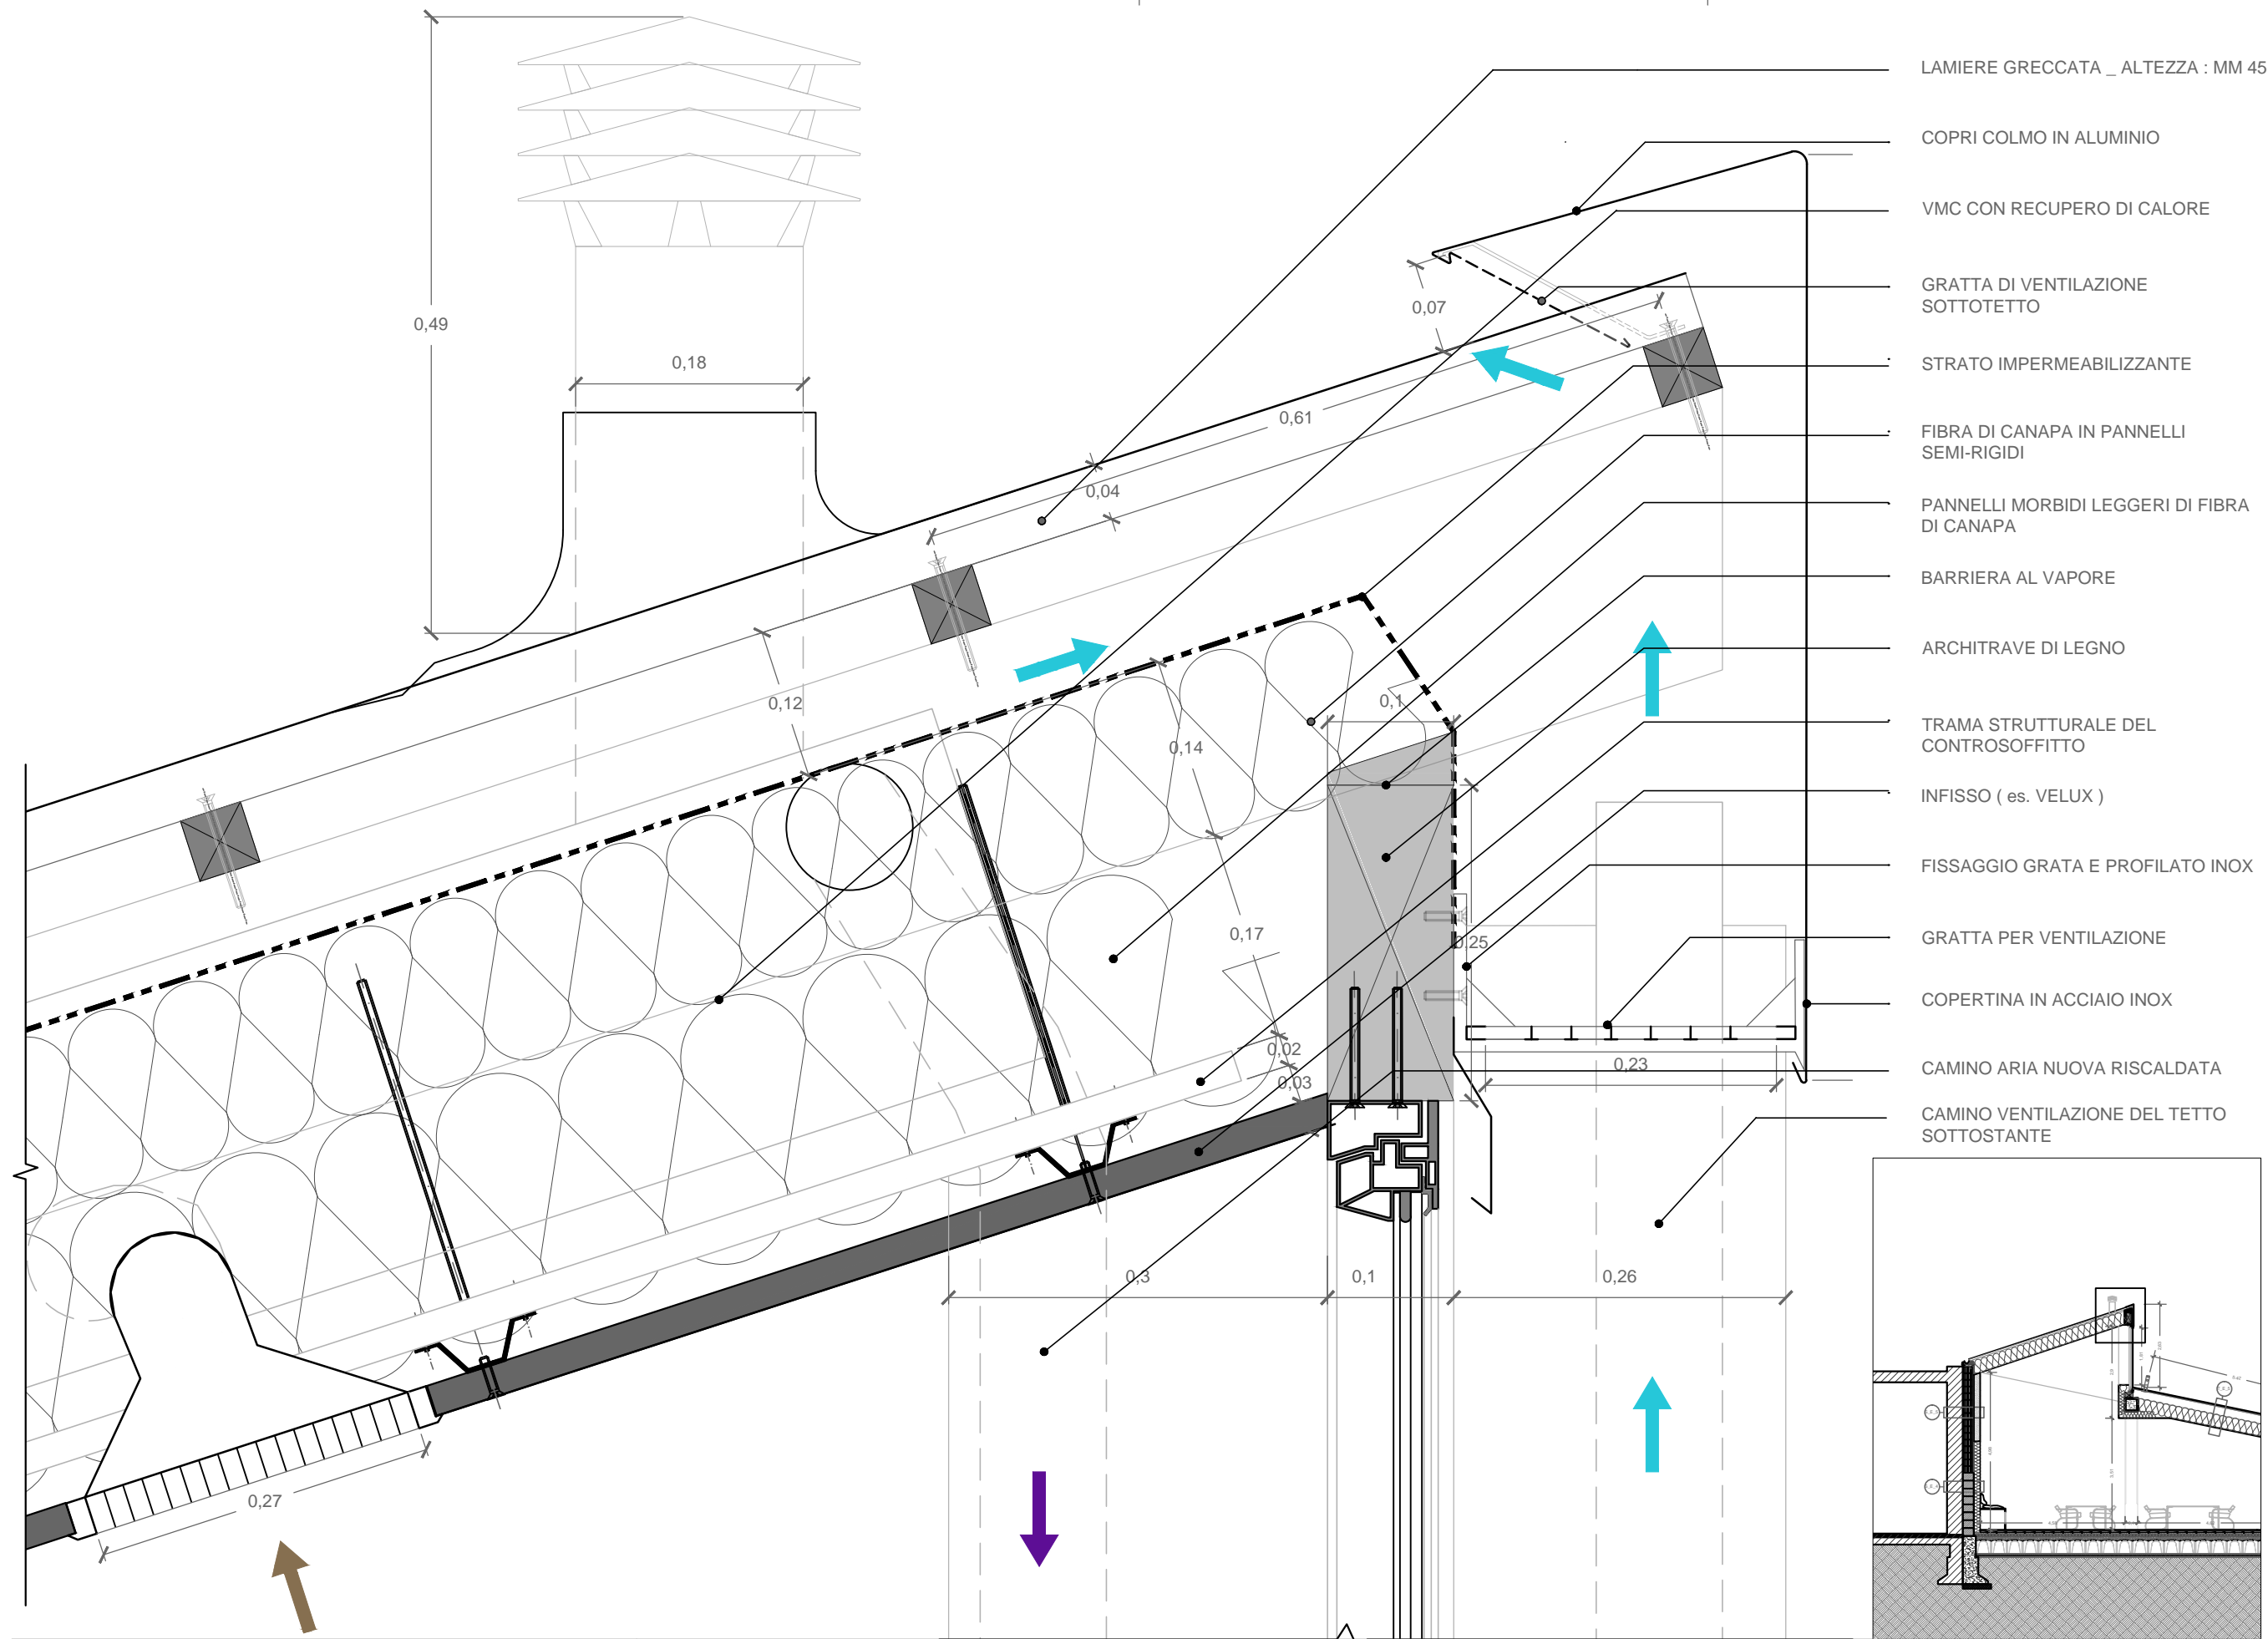 LAMIERE GRECCATA _ ALTEZZA : MM 45
COPRI COLMO IN ALUMINIO
VMC CON RECUPERO DI CALORE
GRATTA DI VENTILAZIONE
SOTTOTETTO
STRATO IMPERMEABILIZZANTE
FIBRA DI CANAPA IN PANNELLI
SEMI-RIGIDI
PANNELLI MORBIDI LEGGERI DI FIBRA
DI CANAPA
BARRIERA AL VAPORE
ARCHITRAVE DI LEGNO
TRAMA STRUTTURALE DEL
CONTROSOFFITTO
INFISSO ( es. VELUX )
FISSAGGIO GRATA E PROFILATO INOX
GRATTA PER VENTILAZIONE
COPERTINA IN ACCIAIO INOX
CAMINO ARIA NUOVA RISCALDATA
CAMINO VENTILAZIONE DEL TETTO
SOTTOSTANTE
0,49
0,18
0,07
0,61
0,04
0,12
0,1
0,14
0,17
0,25
0,02
0,03
0,23
0,3
0,1
0,26
0,27